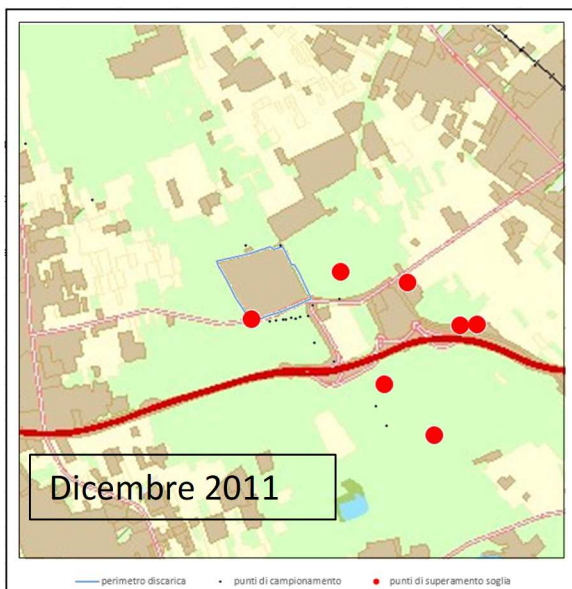 Dicembre 2011
perimetro discarica punti di campionamento punti di superamento soglia